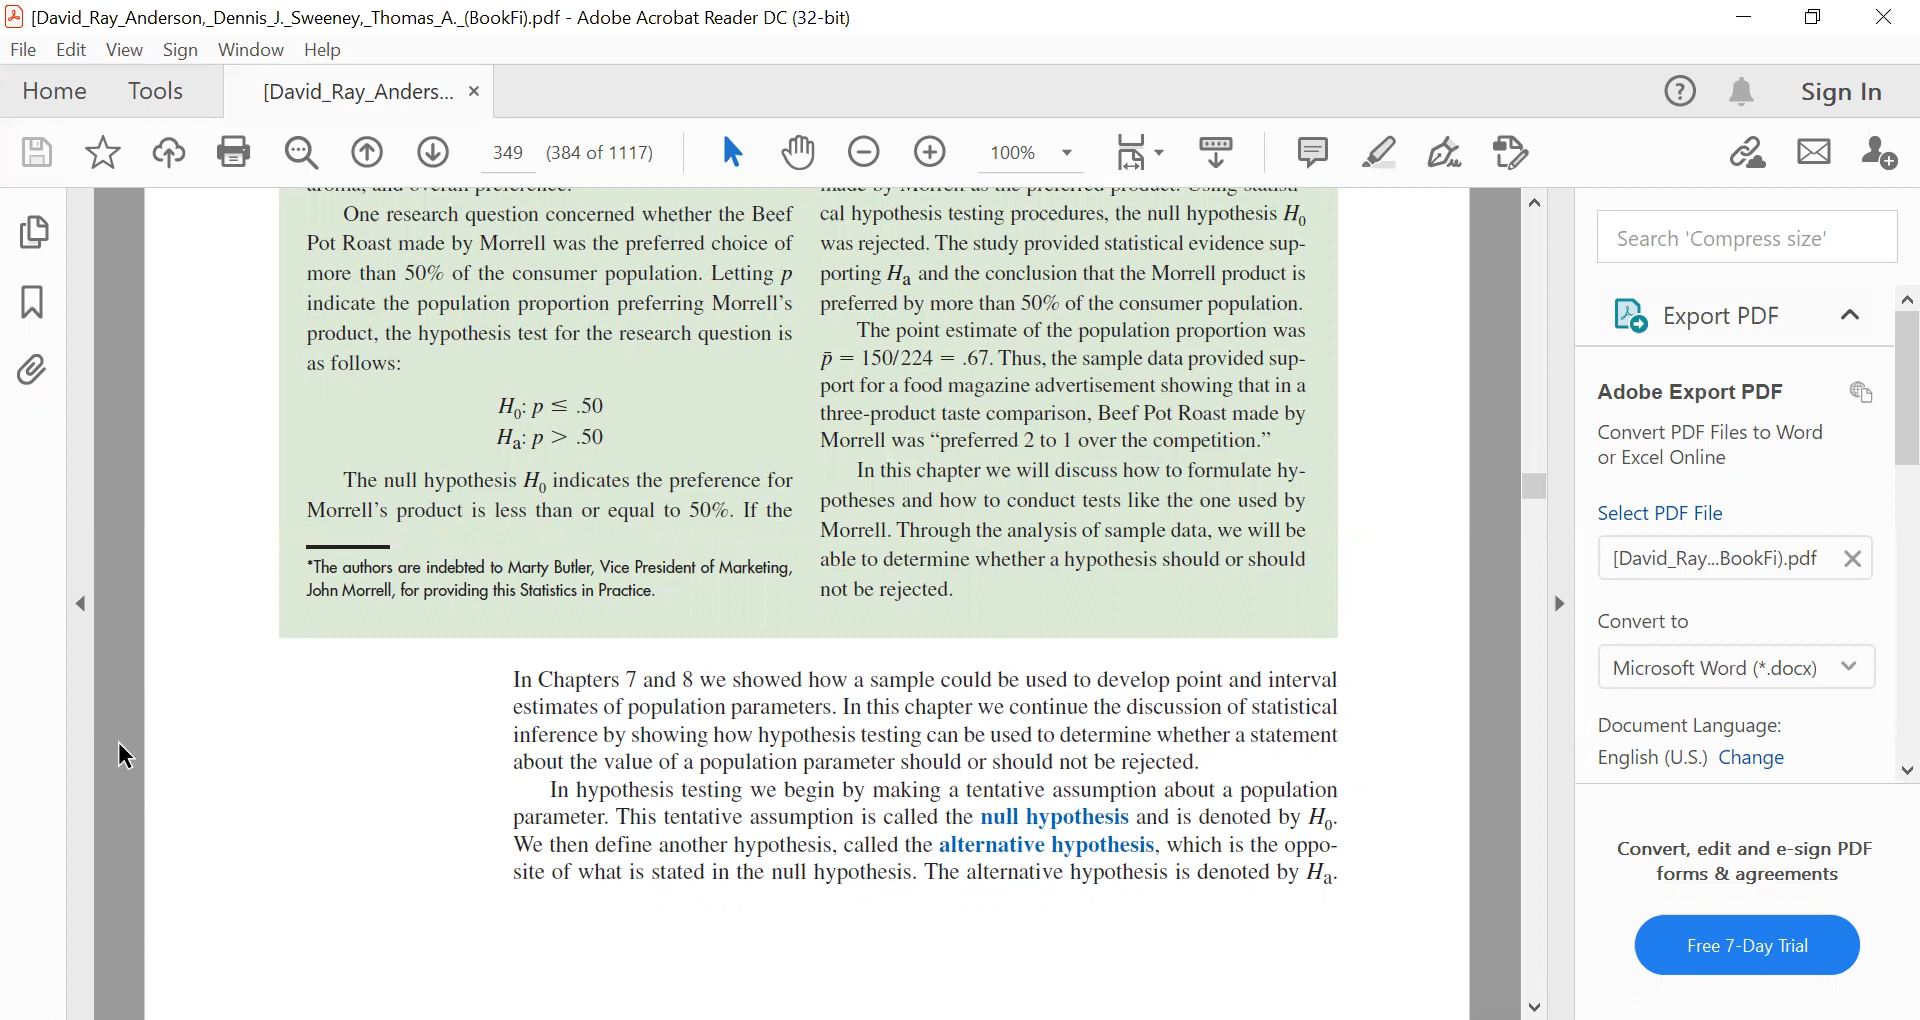 [David_Ray_Anderson,_Dennis_J._Sweeney,_Thomas_A._(BookFi).pdf - Adobe Acrobat Reader DC (32-bit)
File Edit View Sign Window Help
Home Tools [David_Ray_Anders... × Sign In
349 (384 of 1117) 100%
aroma, and overall preference.
One research question concerned whether the Beef
Pot Roast made by Morrell was the preferred choice of
more than 50% of the consumer population. Letting p
indicate the population proportion preferring Morrell's
product, the hypothesis test for the research question is
as follows:
H₀: p ≤ .50
Hₐ: p > .50
The null hypothesis H₀ indicates the preference for
Morrell's product is less than or equal to 50%. If the
*The authors are indebted to Marty Butler, Vice President of Marketing,
John Morrell, for providing this Statistics in Practice.
made by Morrell as the preferred product. Using statisti-
cal hypothesis testing procedures, the null hypothesis H₀
was rejected. The study provided statistical evidence sup-
porting Hₐ and the conclusion that the Morrell product is
preferred by more than 50% of the consumer population.
The point estimate of the population proportion was
p̄ = 150/224 = .67. Thus, the sample data provided sup-
port for a food magazine advertisement showing that in a
three-product taste comparison, Beef Pot Roast made by
Morrell was “preferred 2 to 1 over the competition.”
In this chapter we will discuss how to formulate hy-
potheses and how to conduct tests like the one used by
Morrell. Through the analysis of sample data, we will be
able to determine whether a hypothesis should or should
not be rejected.
In Chapters 7 and 8 we showed how a sample could be used to develop point and interval
estimates of population parameters. In this chapter we continue the discussion of statistical
inference by showing how hypothesis testing can be used to determine whether a statement
about the value of a population parameter should or should not be rejected.
In hypothesis testing we begin by making a tentative assumption about a population
parameter. This tentative assumption is called the null hypothesis and is denoted by H₀.
We then define another hypothesis, called the alternative hypothesis, which is the oppo-
site of what is stated in the null hypothesis. The alternative hypothesis is denoted by Hₐ.
Search 'Compress size'
Export PDF
Adobe Export PDF
Convert PDF Files to Word
or Excel Online
Select PDF File
[David_Ray...BookFi).pdf
Convert to
Microsoft Word (*.docx)
Document Language:
English (U.S.) Change
Convert, edit and e-sign PDF
forms & agreements
Free 7-Day Trial